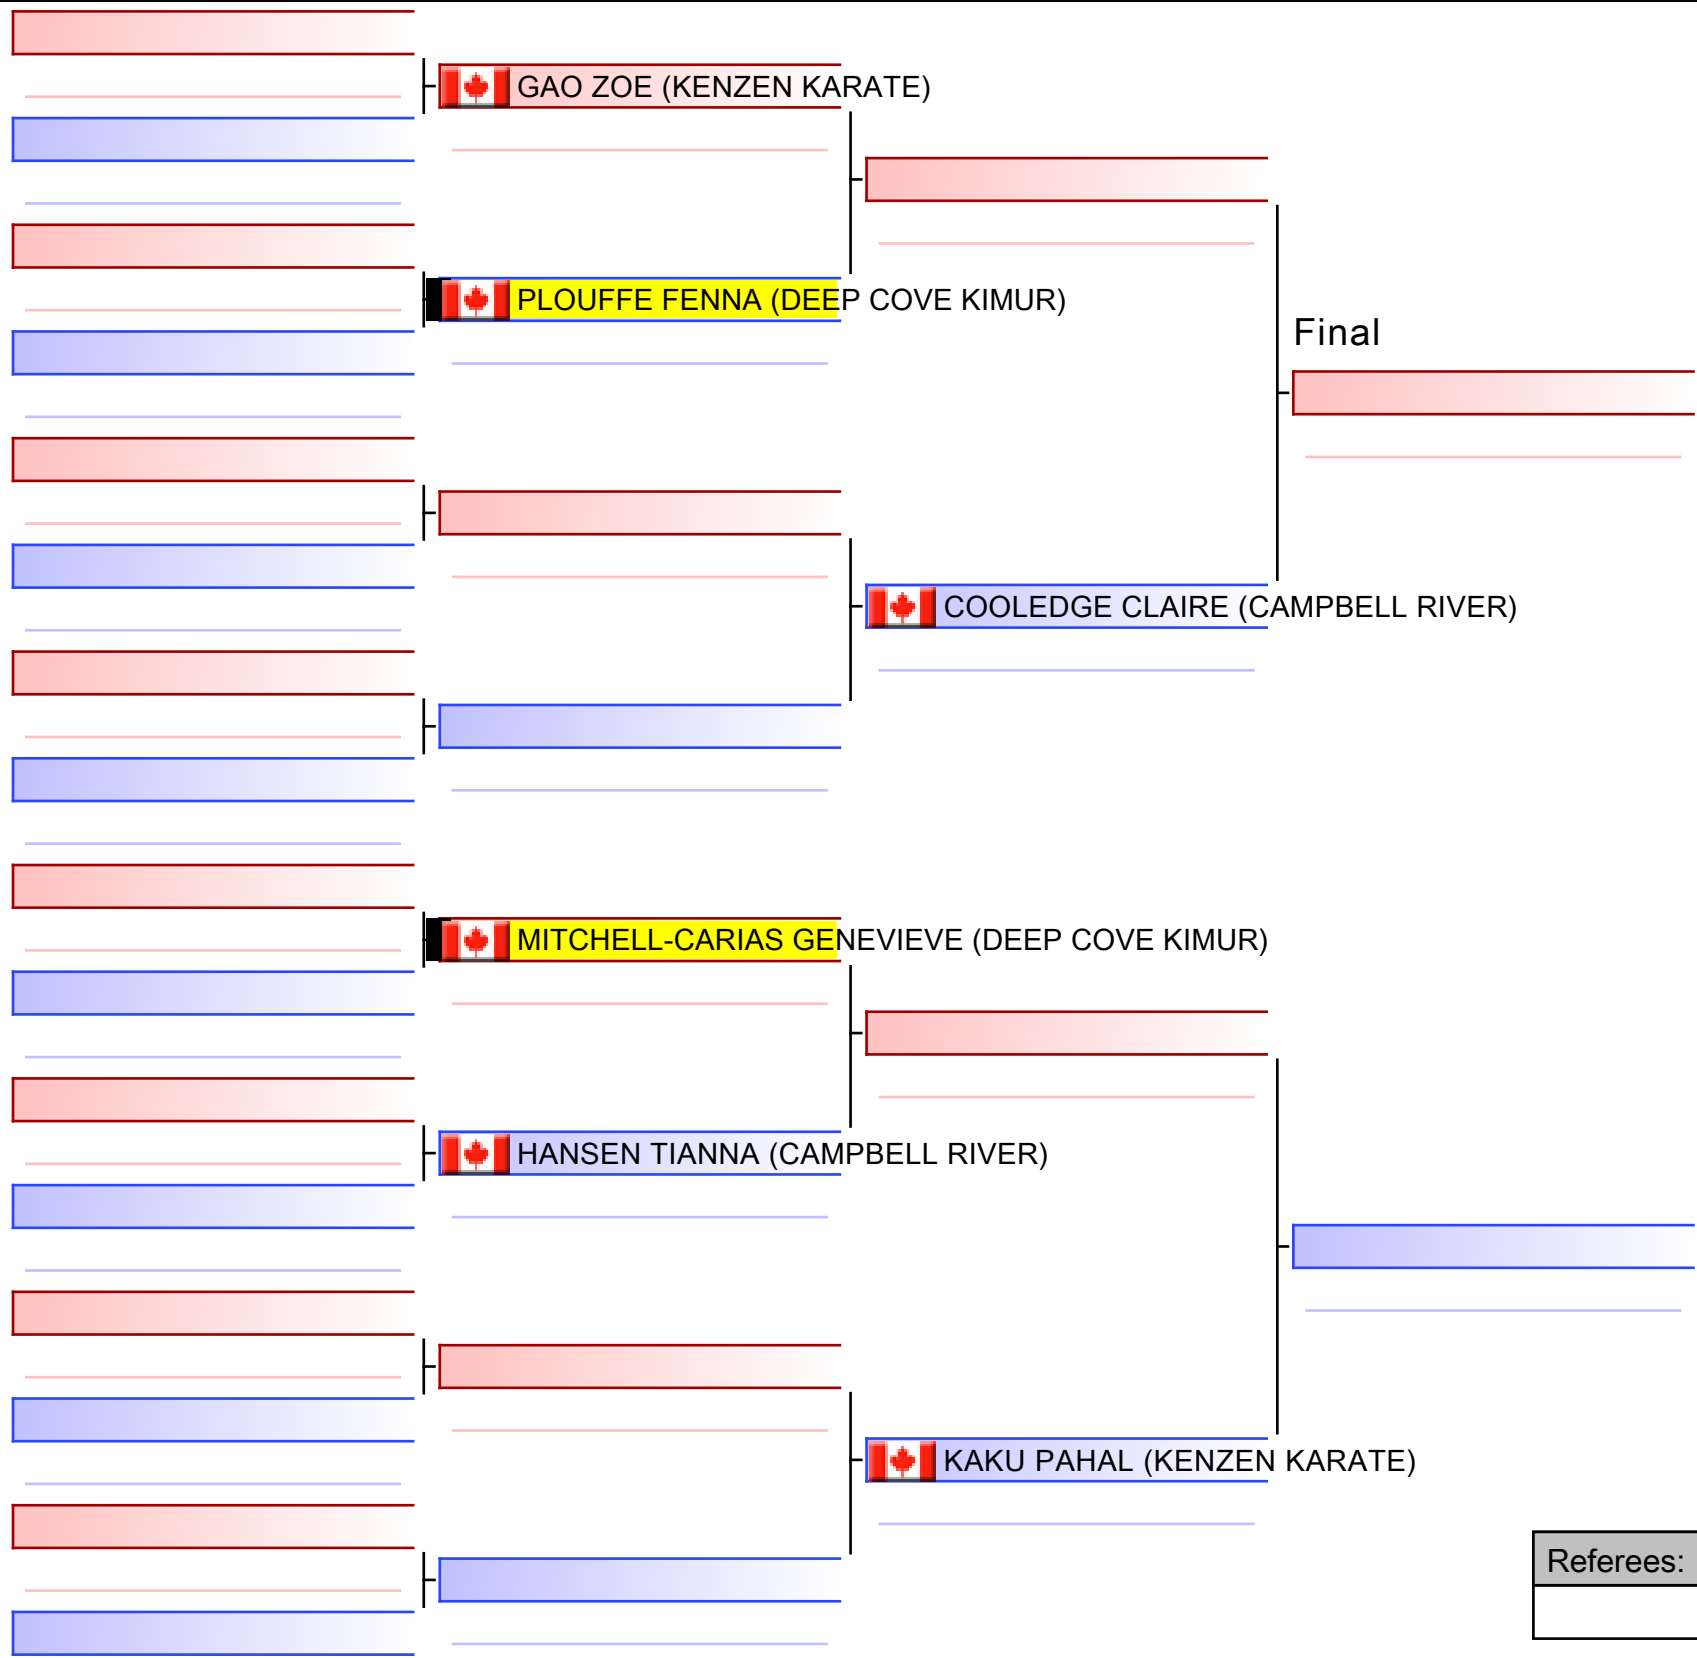 GAO ZOE (KENZEN KARATE)
PLOUFFE FENNA (DEEP COVE KIMUR)
Final
COOLEDGE CLAIRE (CAMPBELL RIVER)
MITCHELL-CARIAS GENEVIEVE (DEEP COVE KIMUR)
HANSEN TIANNA (CAMPBELL RIVER)
KAKU PAHAL (KENZEN KARATE)
Referees: